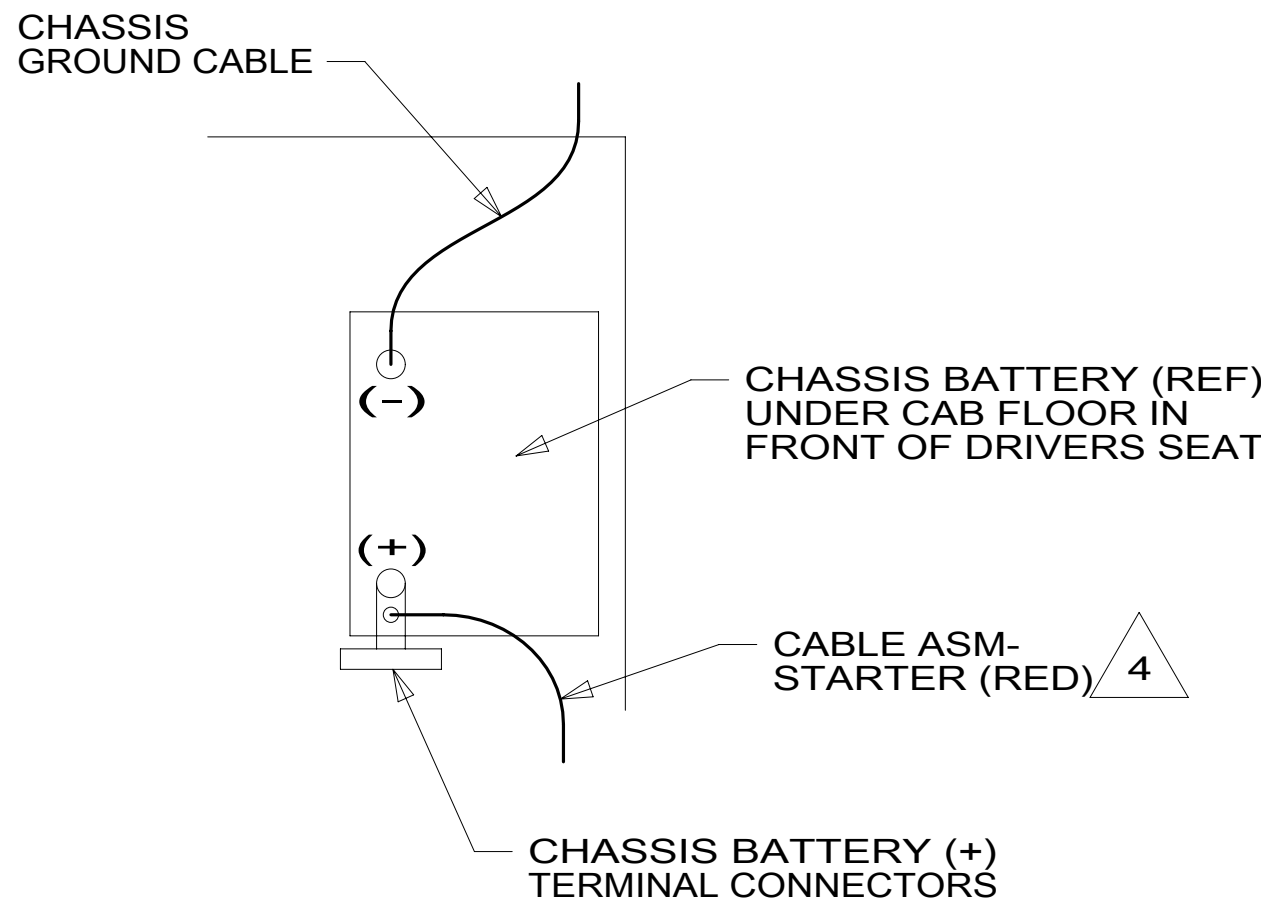 CHASSIS
GROUND CABLE
(-)
CHASSIS BATTERY (REF)
UNDER CAB FLOOR IN
FRONT OF DRIVERS SEAT
(+)
CABLE ASM-
STARTER (RED)
4
CHASSIS BATTERY (+)
TERMINAL CONNECTORS